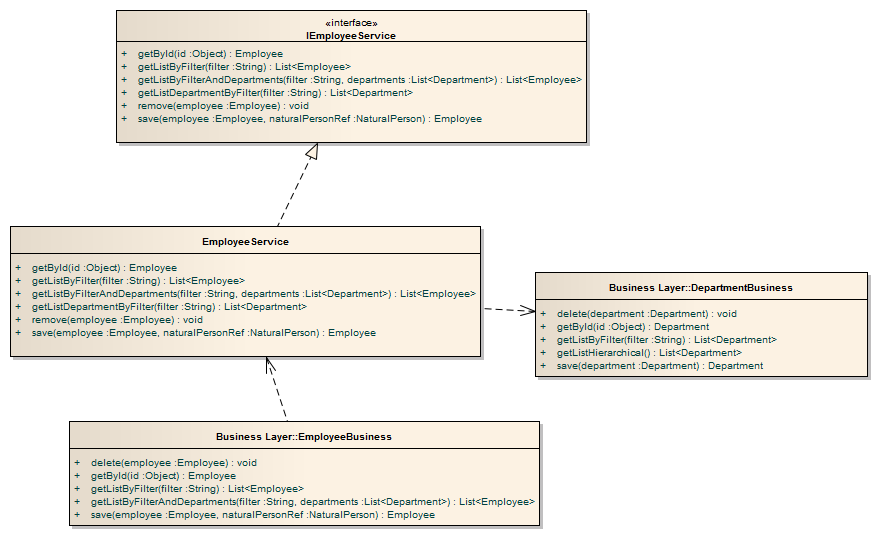 «interface»
IEmployeeService
+ getById(id :Object) : Employee
+ getListByFilter(filter :String) : List<Employee>
+ getListByFilterAndDepartments(filter :String, departments :List<Department>) : List<Employee>
+ getListDepartmentByFilter(filter :String) : List<Department>
+ remove(employee :Employee) : void
+ save(employee :Employee, naturalPersonRef :NaturalPerson) : Employee
EmployeeService
+ getById(id :Object) : Employee
+ getListByFilter(filter :String) : List<Employee>
+ getListByFilterAndDepartments(filter :String, departments :List<Department>) : List<Employee>
+ getListDepartmentByFilter(filter :String) : List<Department>
+ remove(employee :Employee) : void
+ save(employee :Employee, naturalPersonRef :NaturalPerson) : Employee
Business Layer::DepartmentBusiness
+ delete(department :Department) : void
+ getById(id :Object) : Department
+ getListByFilter(filter :String) : List<Department>
+ getListHierarchical() : List<Department>
+ save(department :Department) : Department
Business Layer::EmployeeBusiness
+ delete(employee :Employee) : void
+ getById(id :Object) : Employee
+ getListByFilter(filter :String) : List<Employee>
+ getListByFilterAndDepartments(filter :String, departments :List<Department>) : List<Employee>
+ save(employee :Employee, naturalPersonRef :NaturalPerson) : Employee